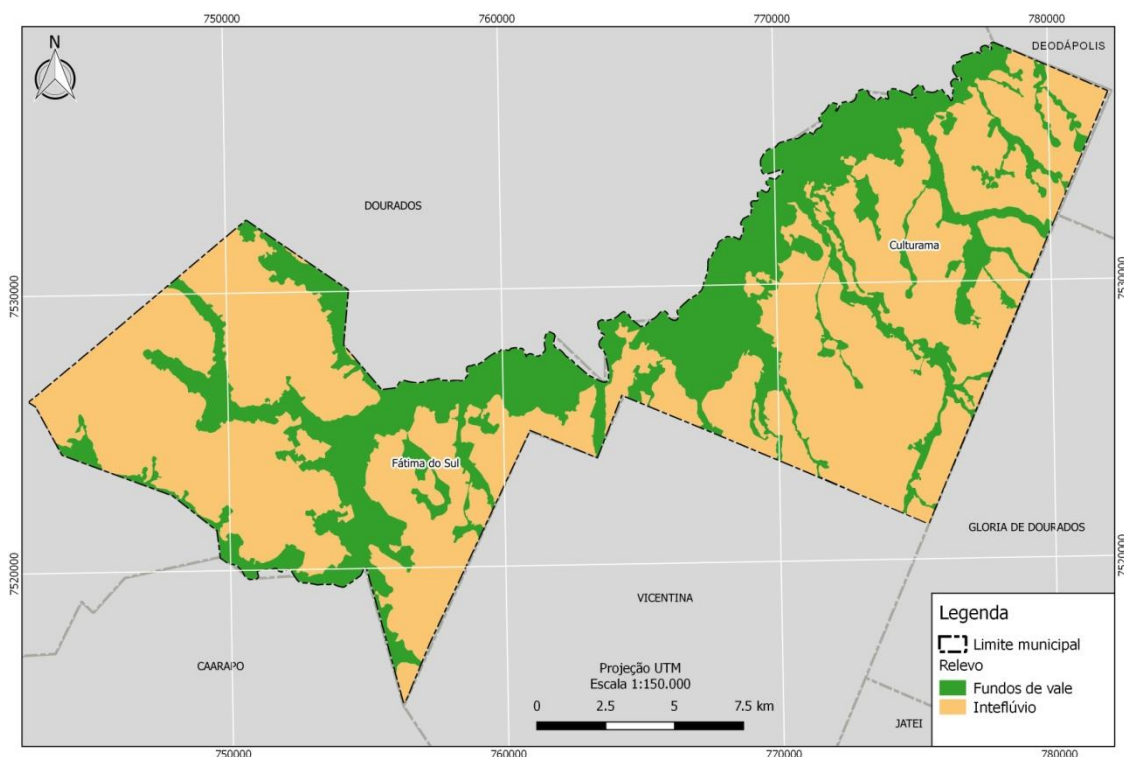 750000
760000
770000
780000
N
DEODÁPOLIS
DOURADOS
Culturama
7530000
7530000
Fátima do Sul
GLORIA DE DOURADOS
7520000
7520000
VICENTINA
CAARAPO
JATEI
Projeção UTM
Escala 1:150.000
0 2.5 5 7.5 km
Legenda
Limite municipal
Relevo
Fundos de vale
Inteflúvio
750000
760000
770000
780000